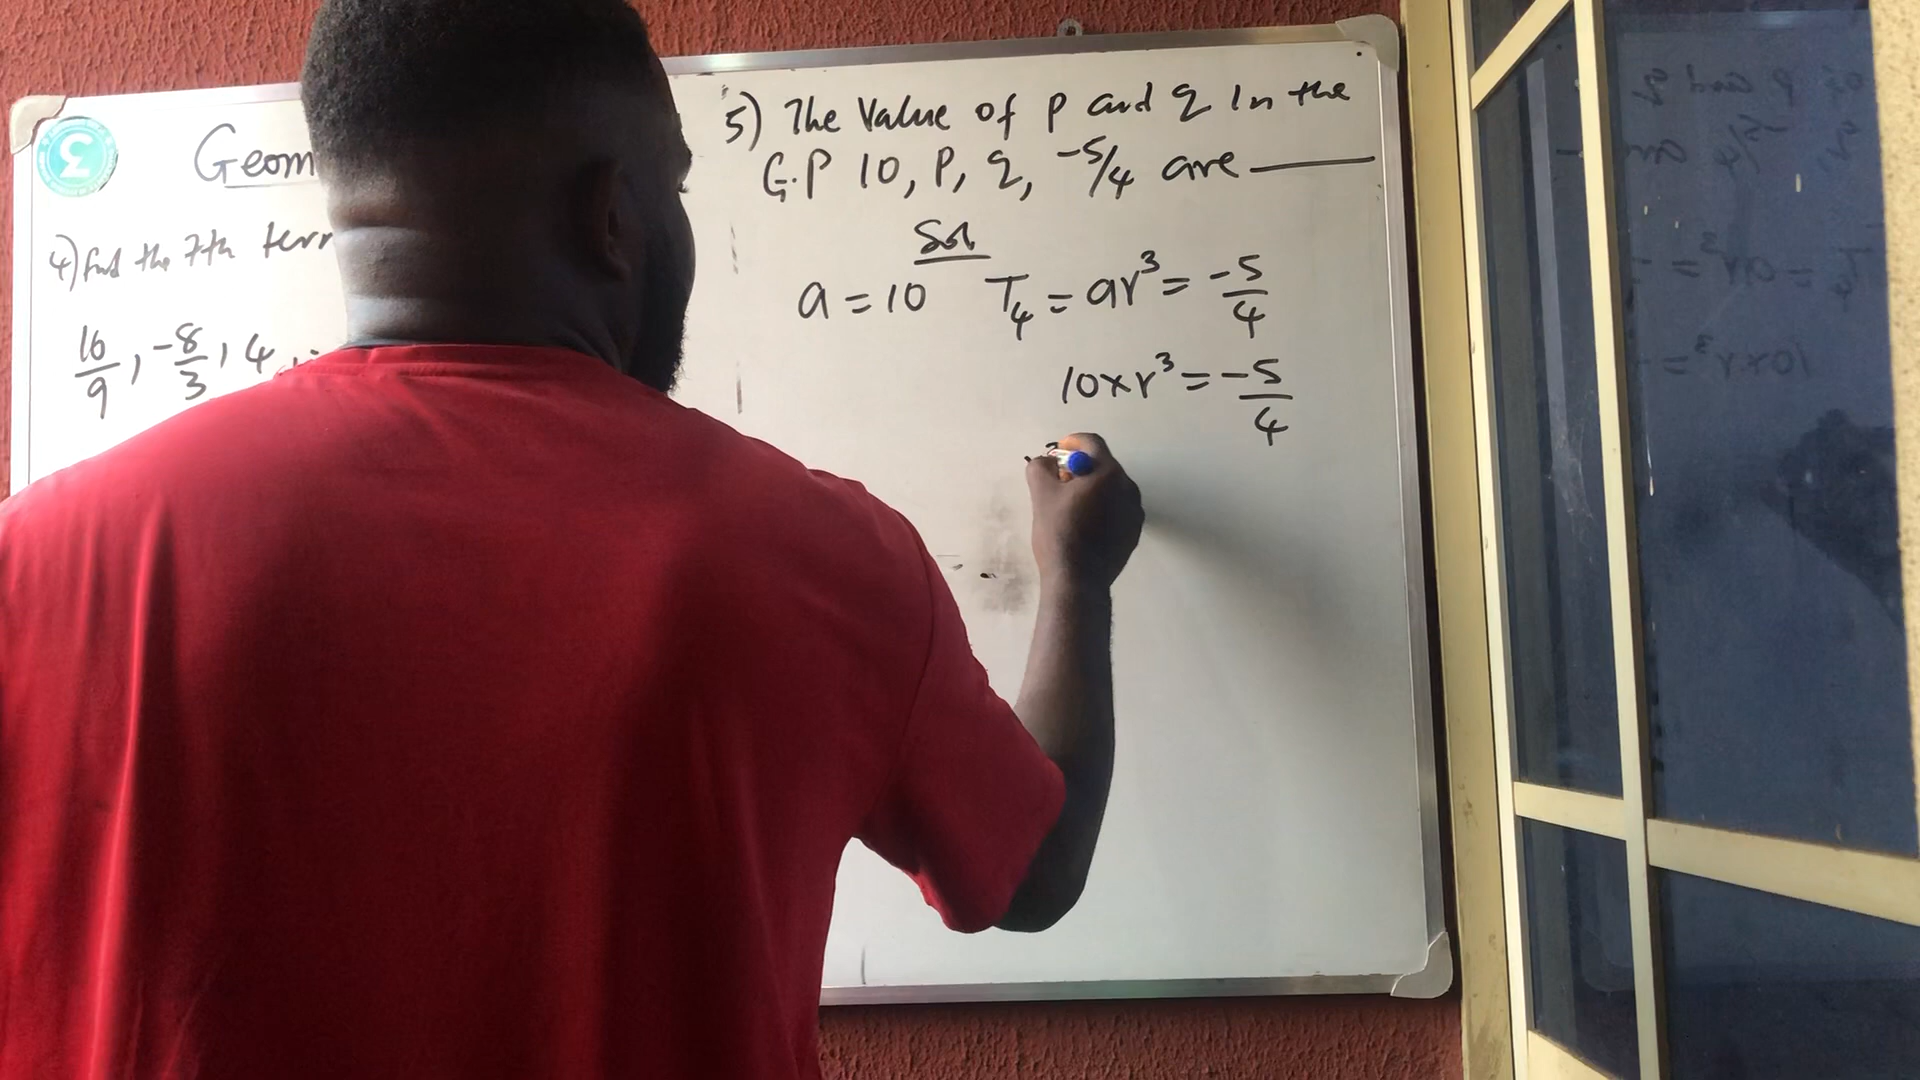 Geom
4) find the 7th term
16/9, -8/3, 4,
5) The Value of p and q In the
G.P 10, P, q, -5/4 are ______
Sol
a = 10 T₄ = ar³ = -5/4
10×r³ = -5/4